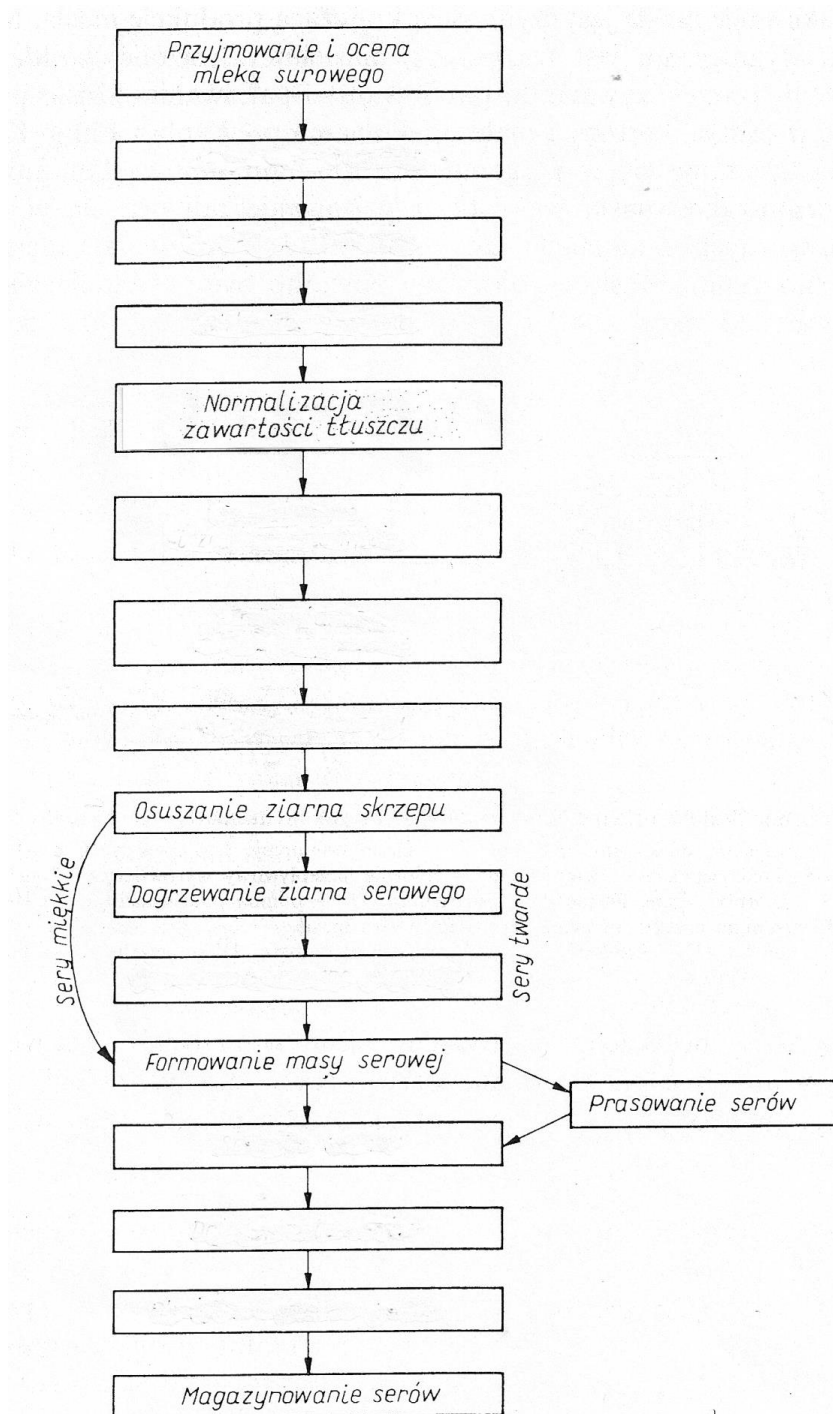 Przyjmowanie i ocena
mleka surowego
Normalizacja
zawartości tłuszczu
Osuszanie ziarna skrzepu
Sery miękkie
Dogrzewanie ziarna serowego
Sery twarde
Formowanie masy serowej
Prasowanie serów
Magazynowanie serów